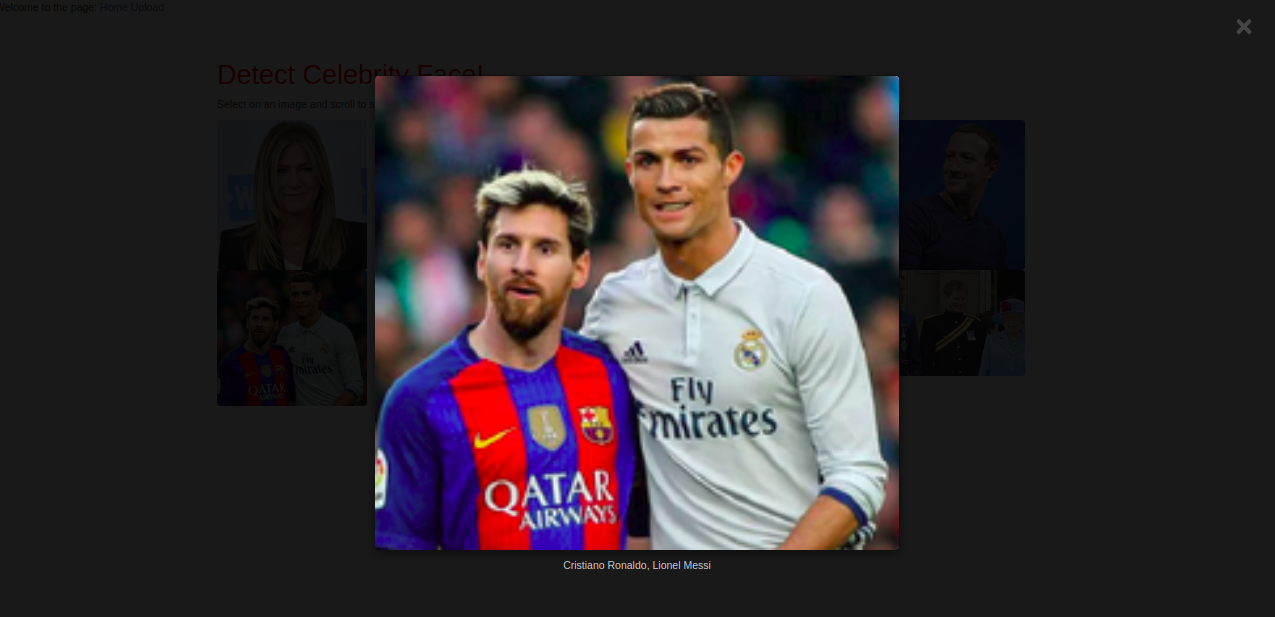 Welcome to the page: Home Upload
Detect Celebrity Face!
Select on an image and scroll to
Fly
Emirates
QATAR
AIRWAYS
Cristiano Ronaldo, Lionel Messi